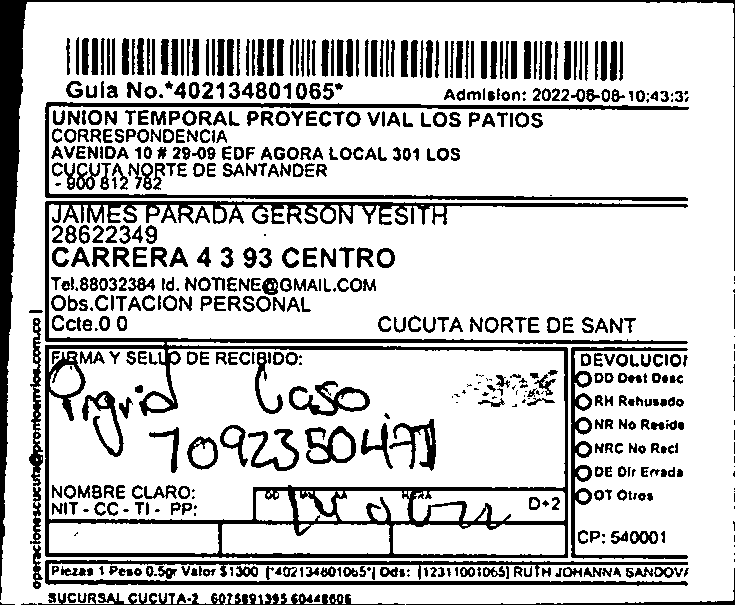 Guia No.*402134801065*
Admision: 2022-06-08-10:43:3
UNION TEMPORAL PROYECTO VIAL LOS PATIOS
CORRESPONDENCIA
AVENIDA 10 # 29-09 EDF AGORA LOCAL 301 LOS
CUCUTA NORTE DE SANTANDER
- 900 812 782
JAIMES PARADA GERSON YESITH
28622349
CARRERA 4 3 93 CENTRO
Tel.88032384 Id. NOTIENE@GMAIL.COM
Obs.CITACION PERSONAL
Ccte.0 0
CUCUTA NORTE DE SANT
operacionescucuta@prontoenvios.com.co |
FIRMA Y SELLO DE RECIBIDO:
Ingrid Caso
NOMBRE CLARO:
NIT - CC - TI - PP:
DD MM AA HORA
D+2
DEVOLUCIO
DD Dest Desc
RH Rehusado
NR No Reside
NRC No Recl
DE Dir Errada
OT Otros
CP: 540001
Piezas 1 Peso 0.5gr Valor $1300 [*402134801065*] Ods: [12311001065] RUTH JOHANNA SANDOV
SUCURSAL CUCUTA-2 6075891395 60448606